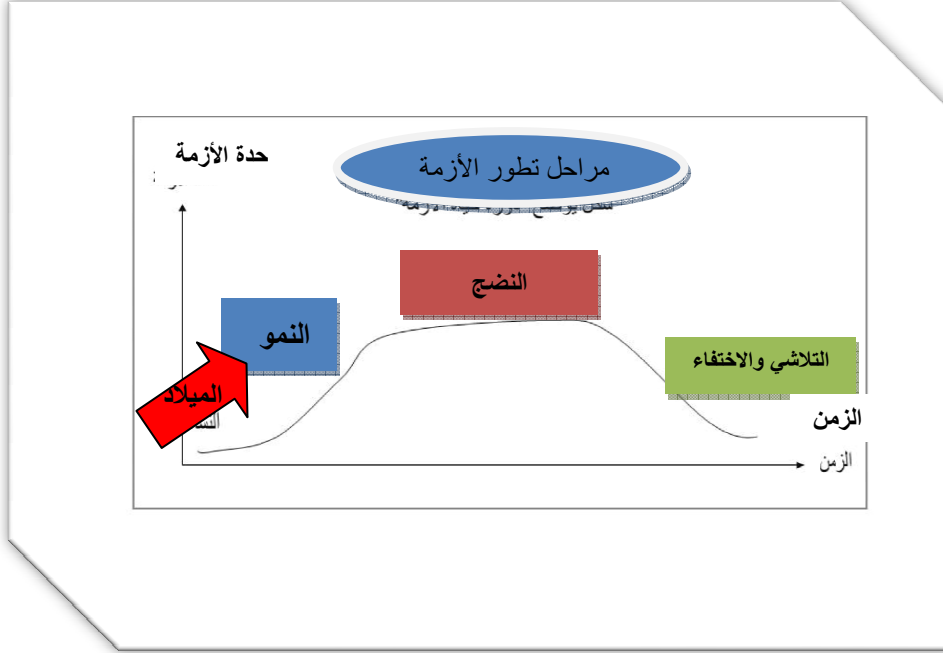 مراحل تطور الأزمة
حدة الأزمة
النضج
النمو
التلاشي والاختفاء
الميلاد
الزمن
الزمن